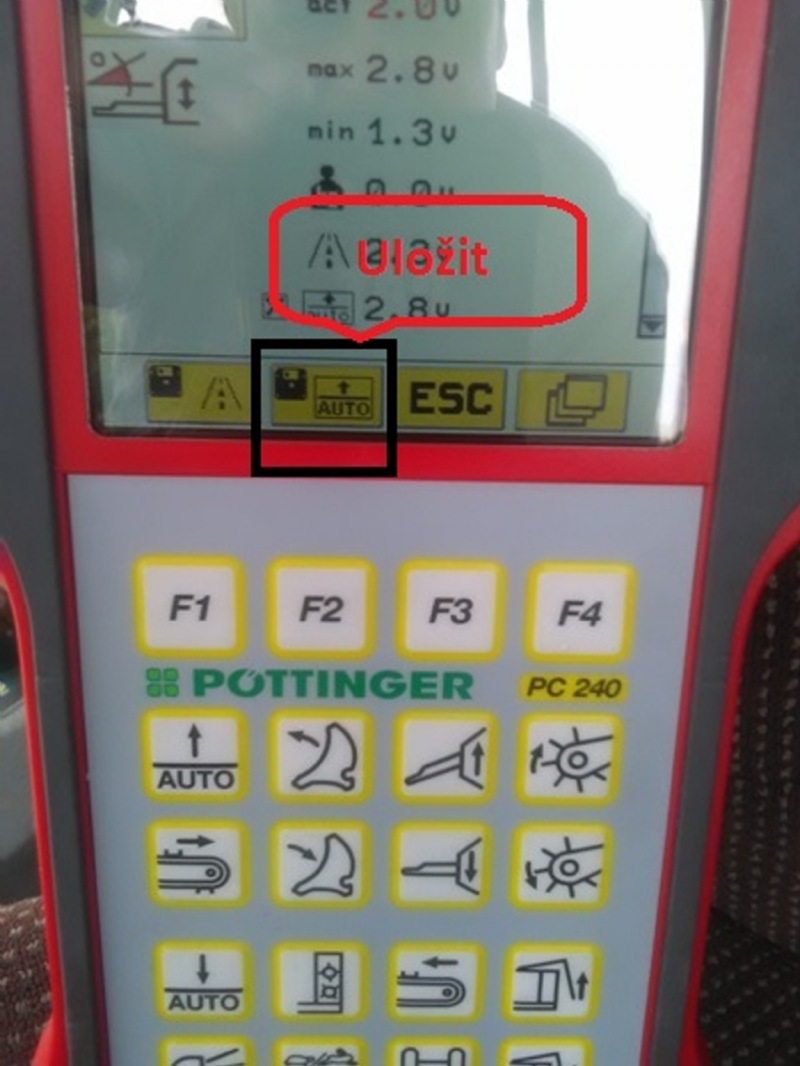 act 2.0v
max 2.8v
min 1.3v
0.0v
Uložit
auto 2.8v
AUTO ESC
F1 F2 F3 F4
PÖTTINGER PC 240
AUTO
AUTO